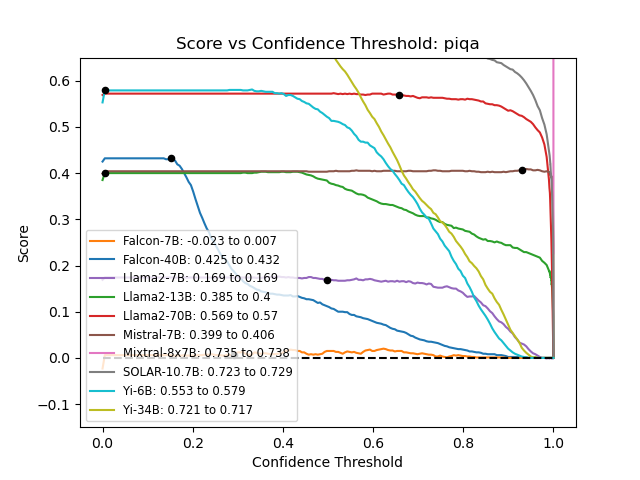 Score vs Confidence Threshold: piqa
Score
0.6
0.5
0.4
0.3
0.2
0.1
0.0
−0.1
Falcon-7B: -0.023 to 0.007
Falcon-40B: 0.425 to 0.432
Llama2-7B: 0.169 to 0.169
Llama2-13B: 0.385 to 0.4
Llama2-70B: 0.569 to 0.57
Mistral-7B: 0.399 to 0.406
Mixtral-8x7B: 0.735 to 0.738
SOLAR-10.7B: 0.723 to 0.729
Yi-6B: 0.553 to 0.579
Yi-34B: 0.721 to 0.717
0.0 0.2 0.4 0.6 0.8 1.0
Confidence Threshold